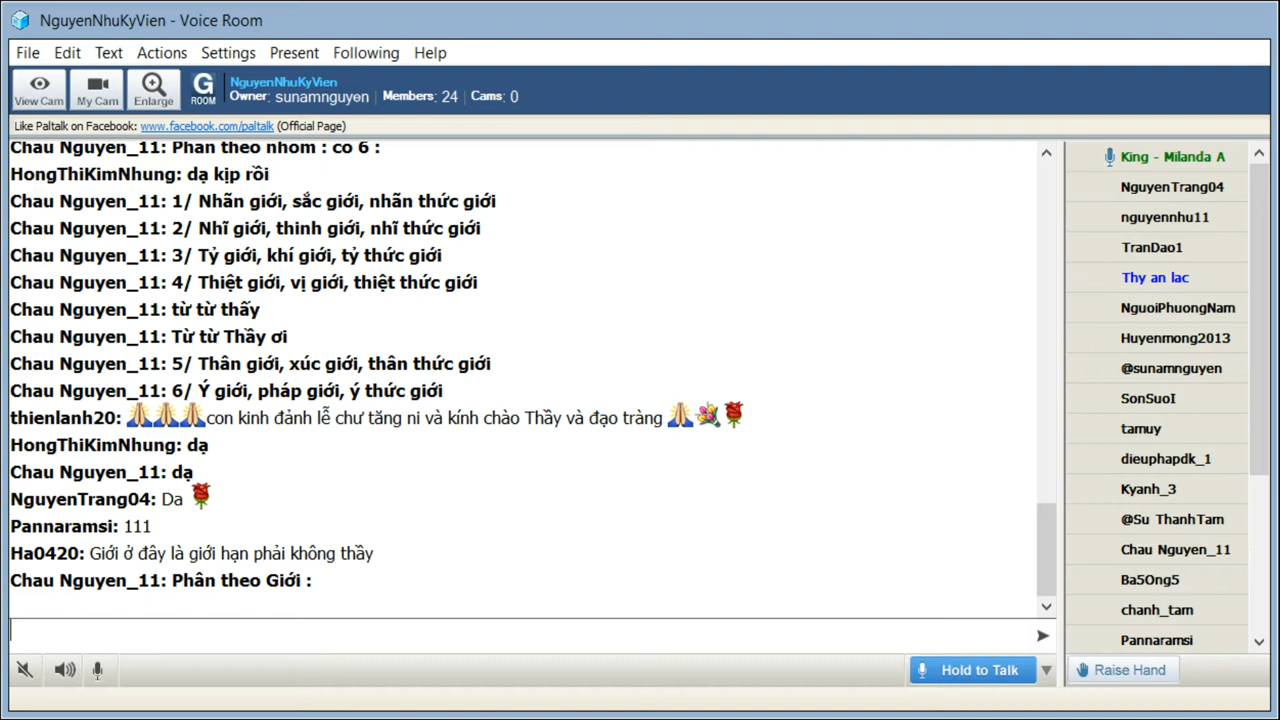 NguyenNhuKyVien - Voice Room
File Edit Text Actions Settings Present Following Help
View Cam My Cam Enlarge G ROOM
NguyenNhuKyVien
Owner: sunamnguyen | Members: 24 | Cams: 0
Like Paltalk on Facebook: www.facebook.com/paltalk (Official Page)
Chau Nguyen_11: Phân theo nhóm : có 6 :
HongThiKimNhung: dạ kịp rồi
Chau Nguyen_11: 1/ Nhãn giới, sắc giới, nhãn thức giới
Chau Nguyen_11: 2/ Nhĩ giới, thinh giới, nhĩ thức giới
Chau Nguyen_11: 3/ Tỷ giới, khí giới, tỷ thức giới
Chau Nguyen_11: 4/ Thiệt giới, vị giới, thiệt thức giới
Chau Nguyen_11: từ từ thấy
Chau Nguyen_11: Từ từ Thầy ơi
Chau Nguyen_11: 5/ Thân giới, xúc giới, thân thức giới
Chau Nguyen_11: 6/ Ý giới, pháp giới, ý thức giới
thienlanh20: con kinh đảnh lễ chư tăng ni và kính chào Thầy và đạo tràng
HongThiKimNhung: dạ
Chau Nguyen_11: dạ
NguyenTrang04: Da
Pannaramsi: 111
Ha0420: Giới ở đây là giới hạn phải không thầy
Chau Nguyen_11: Phân theo Giới :
King - Milanda A
NguyenTrang04
nguyennhu11
TranDao1
Thy an lac
NguoiPhuongNam
Huyenmong2013
@sunamnguyen
SonSuoI
tamuy
dieuphapdk_1
Kyanh_3
@Su ThanhTam
Chau Nguyen_11
Ba5Ong5
chanh_tam
Pannaramsi
Hold to Talk
Raise Hand